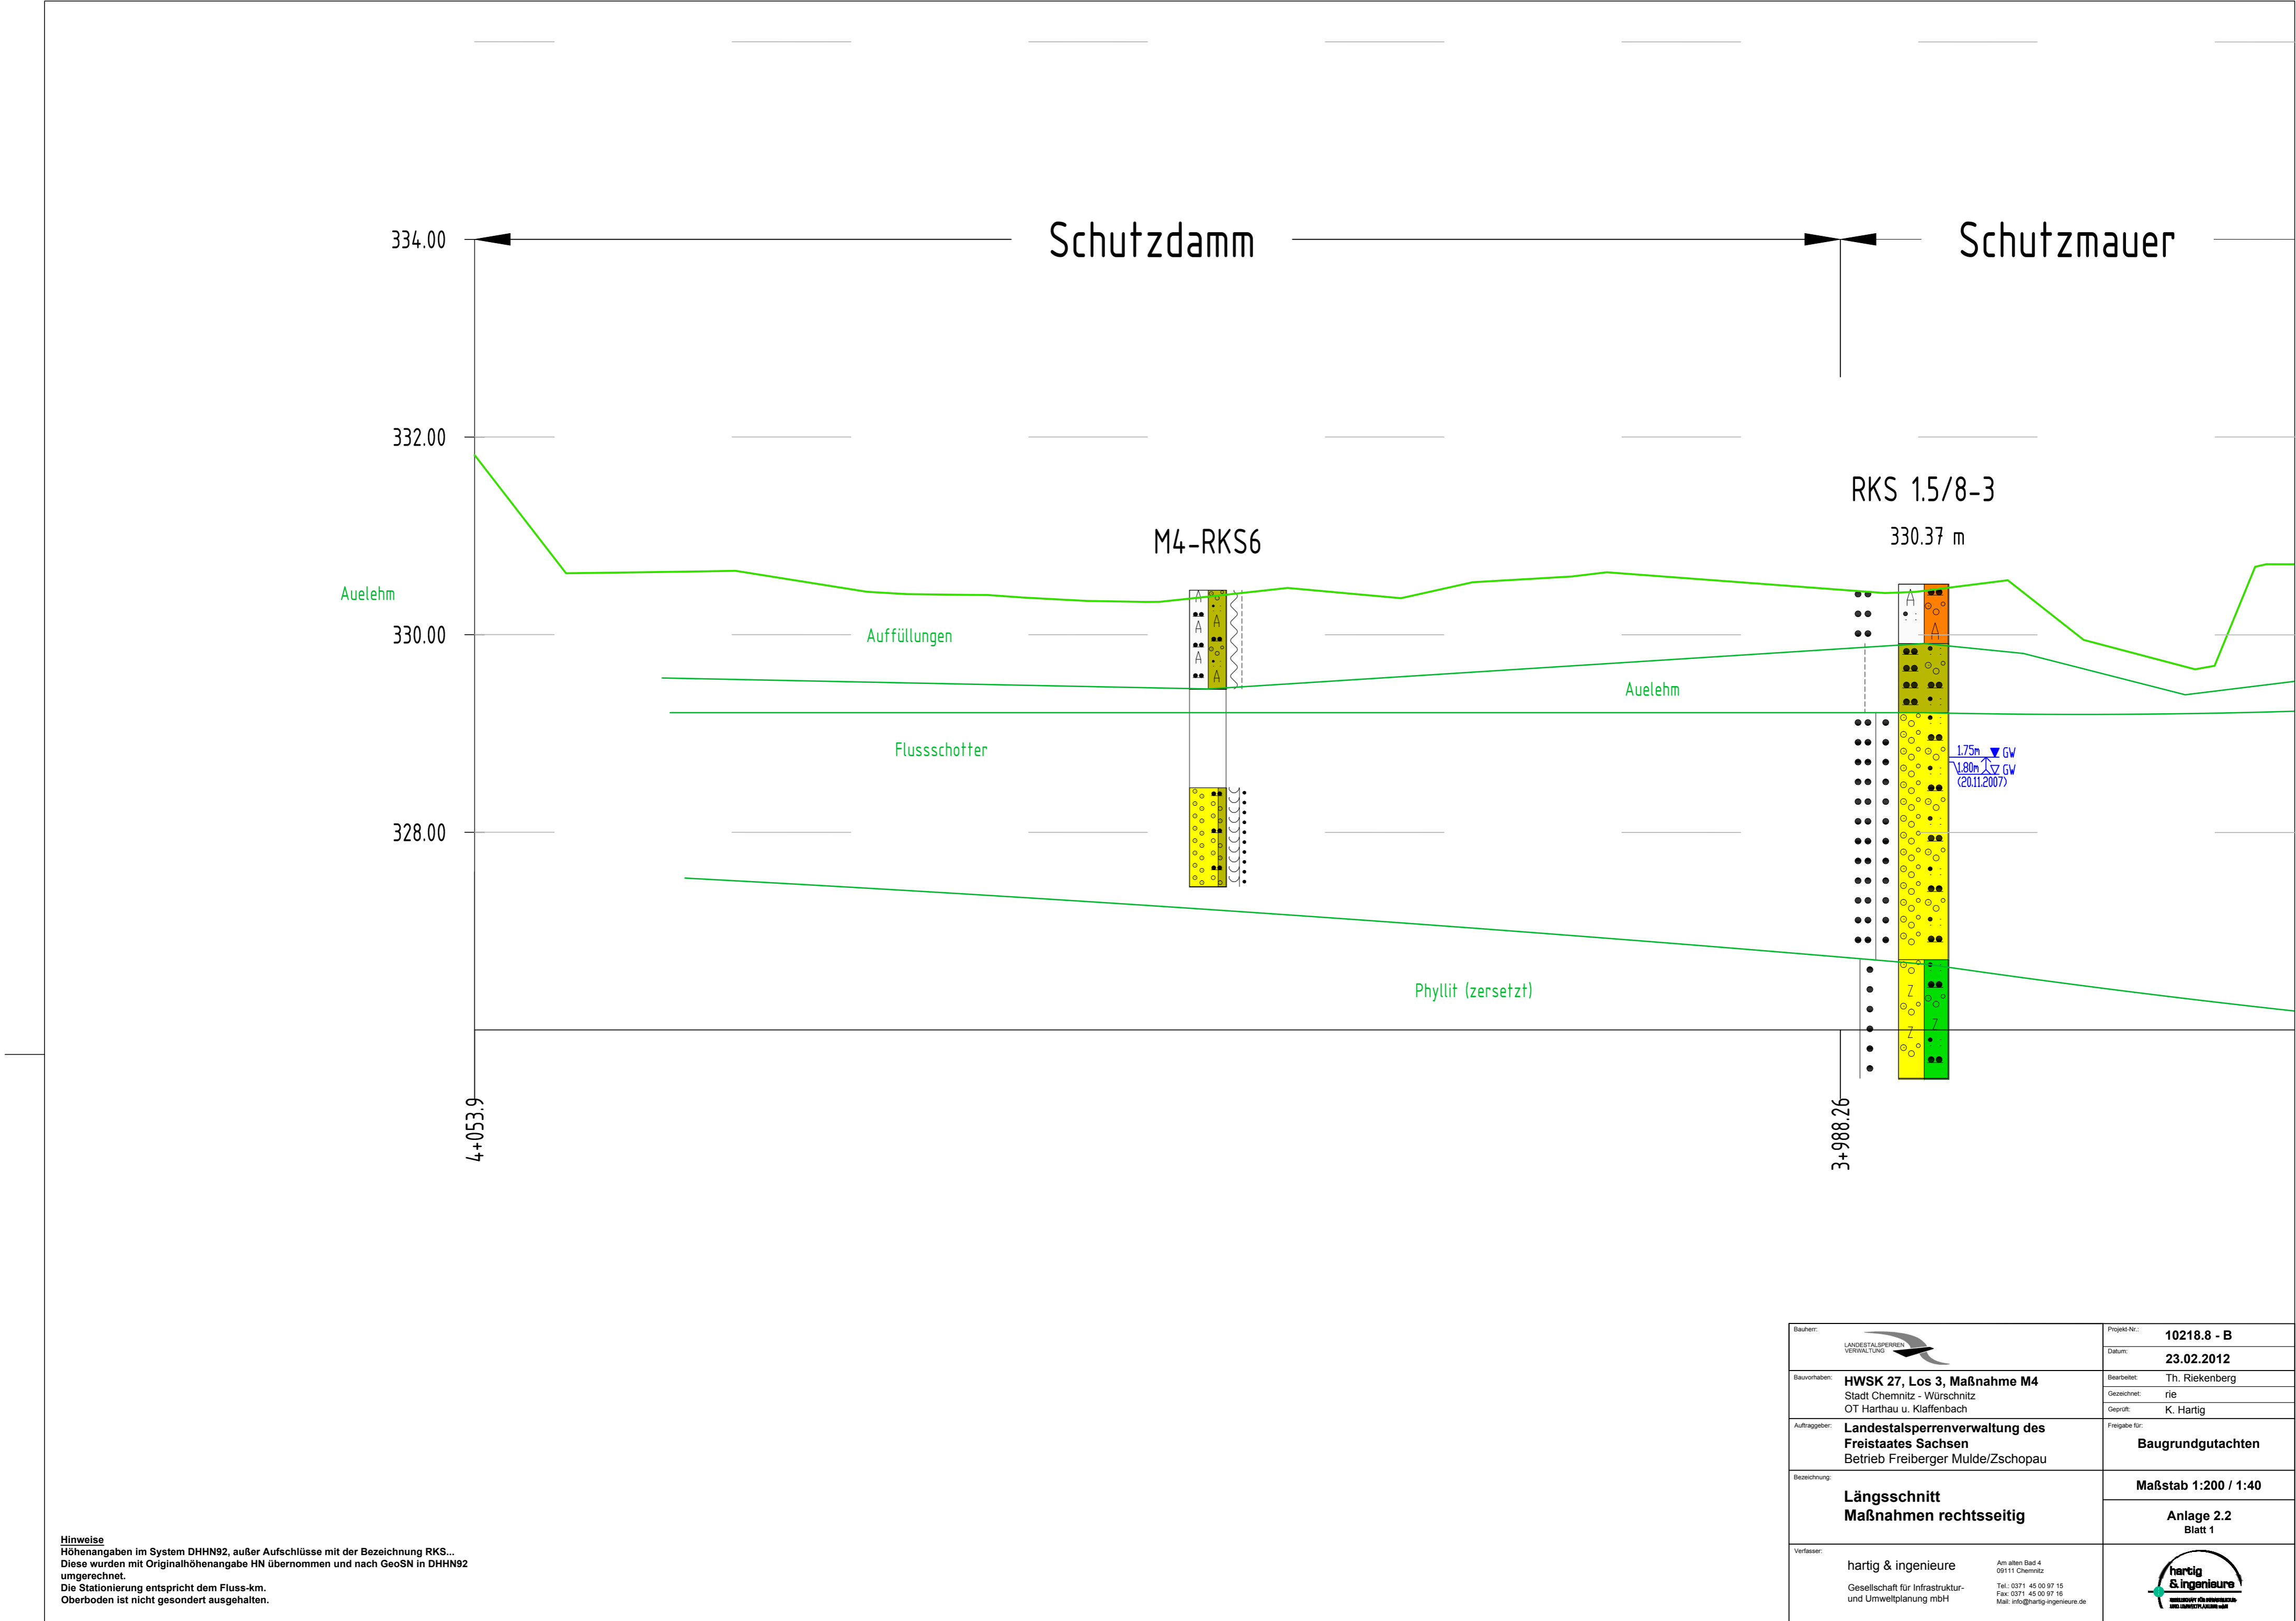 334.00
Schutzdamm
Schutzmauer
332.00
RKS 1.5/8-3
330.37 m
M4-RKS6
Auelehm
330.00
Auffüllungen
A
A
A
A
A
A
A
A
Auelehm
Flussschotter
1.75m GW
1.80m GW
(20.11.2007)
328.00
Phyllit (zersetzt)
Z
Z
Z
4+053.9
3+988.26
Bauherr:
LANDESTALSPERREN
VERWALTUNG
Projekt-Nr.: 10218.8 - B
Datum: 23.02.2012
Bauvorhaben: HWSK 27, Los 3, Maßnahme M4
Stadt Chemnitz - Würschnitz
OT Harthau u. Klaffenbach
Bearbeitet: Th. Riekenberg
Gezeichnet: rie
Geprüft: K. Hartig
Auftraggeber: Landestalsperrenverwaltung des
Freistaates Sachsen
Betrieb Freiberger Mulde/Zschopau
Freigabe für:
Baugrundgutachten
Bezeichnung:
Längsschnitt
Maßnahmen rechtsseitig
Maßstab 1:200 / 1:40
Anlage 2.2
Blatt 1
Verfasser:
hartig & ingenieure
Gesellschaft für Infrastruktur-
und Umweltplanung mbH
Am alten Bad 4
09111 Chemnitz
Tel.: 0371 45 00 97 15
Fax: 0371 45 00 97 16
Mail: info@hartig-ingenieure.de
hartig
& ingenieure
GESELLSCHAFT FÜR INFRASTRUKTUR-
UND UMWELTPLANUNG mbH
Hinweise
Höhenangaben im System DHHN92, außer Aufschlüsse mit der Bezeichnung RKS...
Diese wurden mit Originalhöhenangabe HN übernommen und nach GeoSN in DHHN92
umgerechnet.
Die Stationierung entspricht dem Fluss-km.
Oberboden ist nicht gesondert ausgehalten.